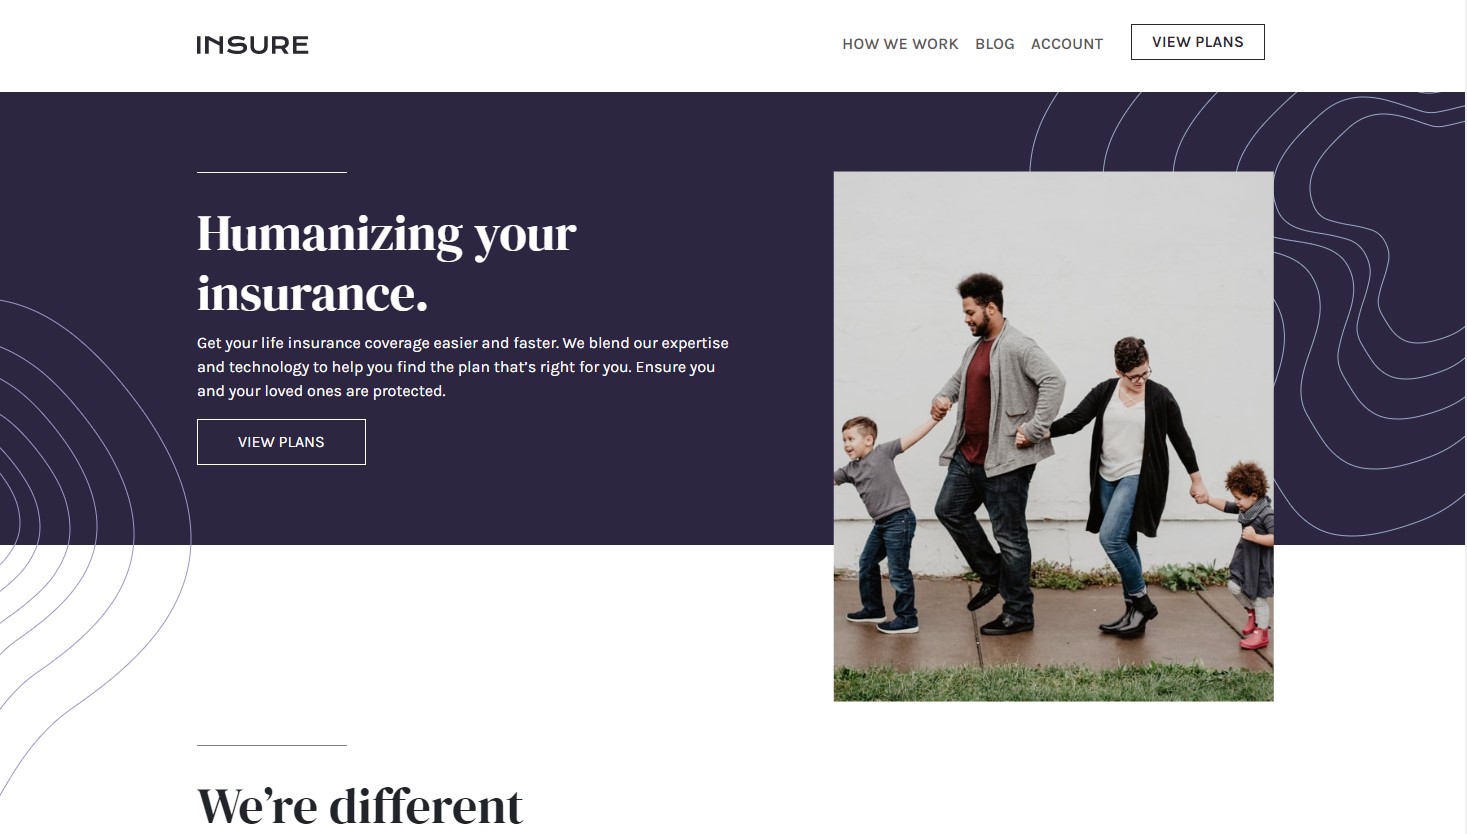 INSURE
HOW WE WORK BLOG ACCOUNT VIEW PLANS
Humanizing your
insurance.
Get your life insurance coverage easier and faster. We blend our expertise
and technology to help you find the plan that’s right for you. Ensure you
and your loved ones are protected.
VIEW PLANS
We’re different